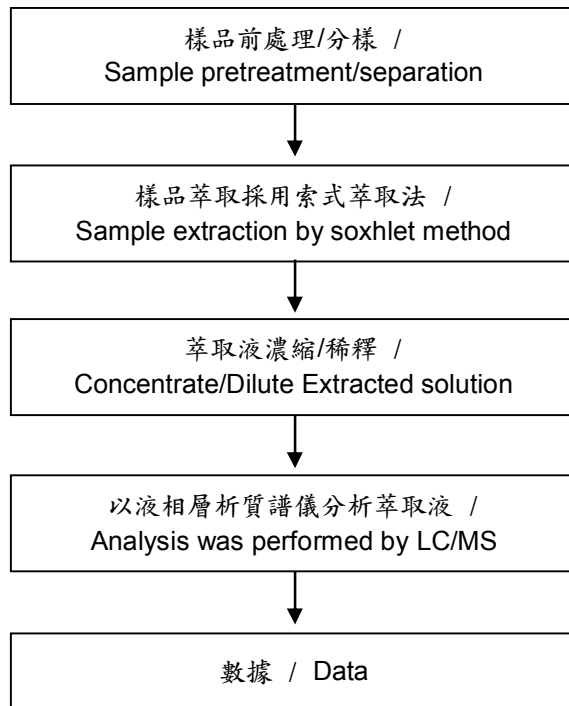 樣品前處理/分樣 /
Sample pretreatment/separation
樣品萃取採用索式萃取法 /
Sample extraction by soxhlet method
萃取液濃縮/稀釋 /
Concentrate/Dilute Extracted solution
以液相層析質譜儀分析萃取液 /
Analysis was performed by LC/MS
數據 / Data